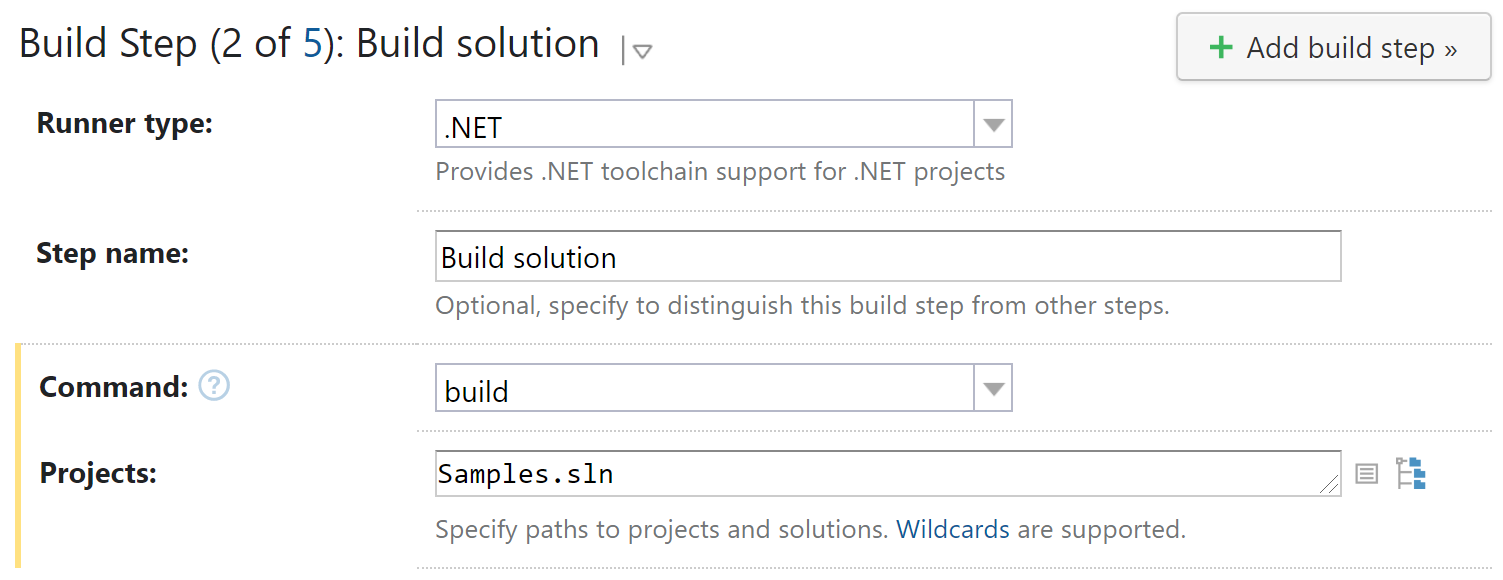 Build Step (2 of 5): Build solution
+ Add build step »
Runner type:
.NET
Provides .NET toolchain support for .NET projects
Step name:
Build solution
Optional, specify to distinguish this build step from other steps.
Command: ?
build
Projects:
Samples.sln
Specify paths to projects and solutions. Wildcards are supported.